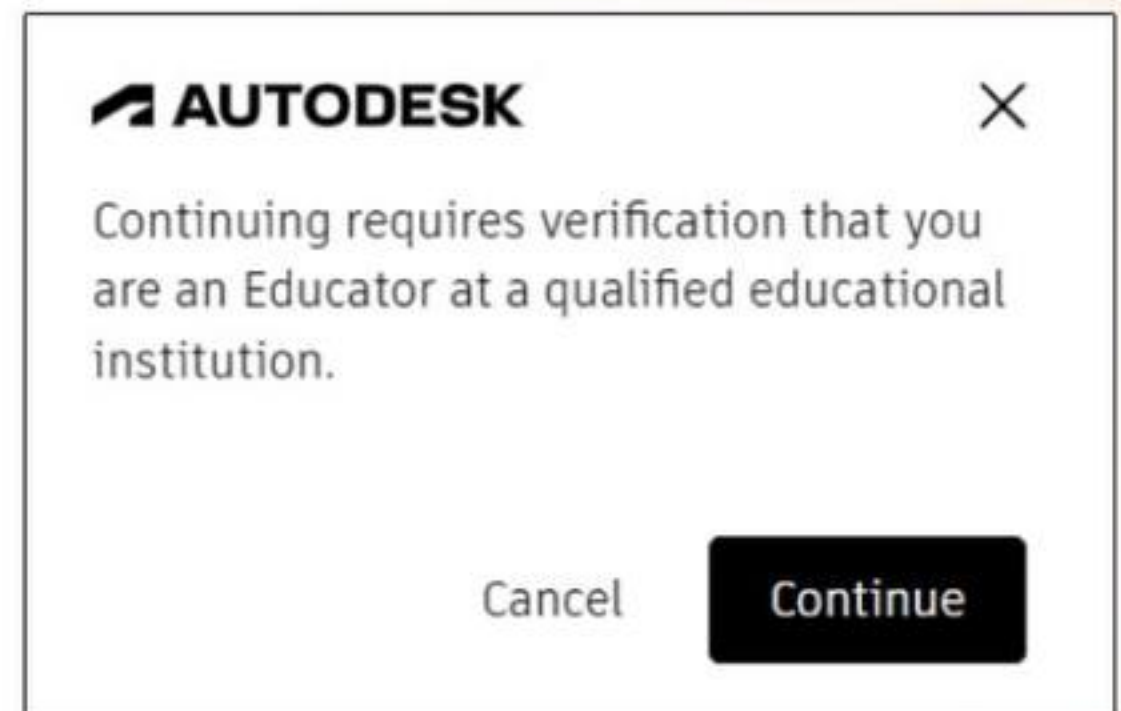 AUTODESK
Continuing requires verification that you
are an Educator at a qualified educational
institution.
Cancel
Continue